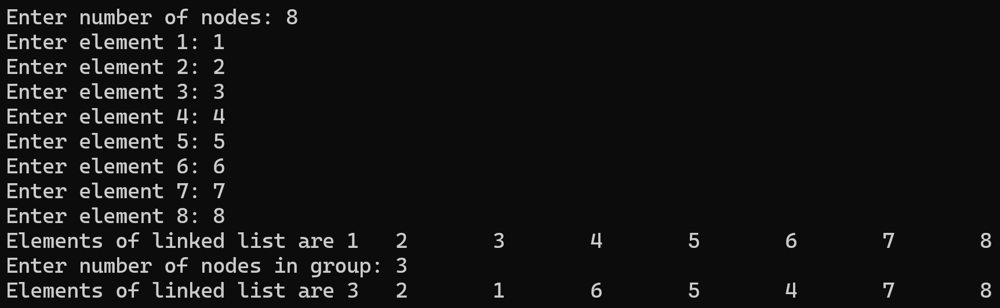 Enter number of nodes: 8
Enter element 1: 1
Enter element 2: 2
Enter element 3: 3
Enter element 4: 4
Enter element 5: 5
Enter element 6: 6
Enter element 7: 7
Enter element 8: 8
Elements of linked list are 1   2       3       4       5       6       7       8
Enter number of nodes in group: 3
Elements of linked list are 3   2       1       6       5       4       7       8